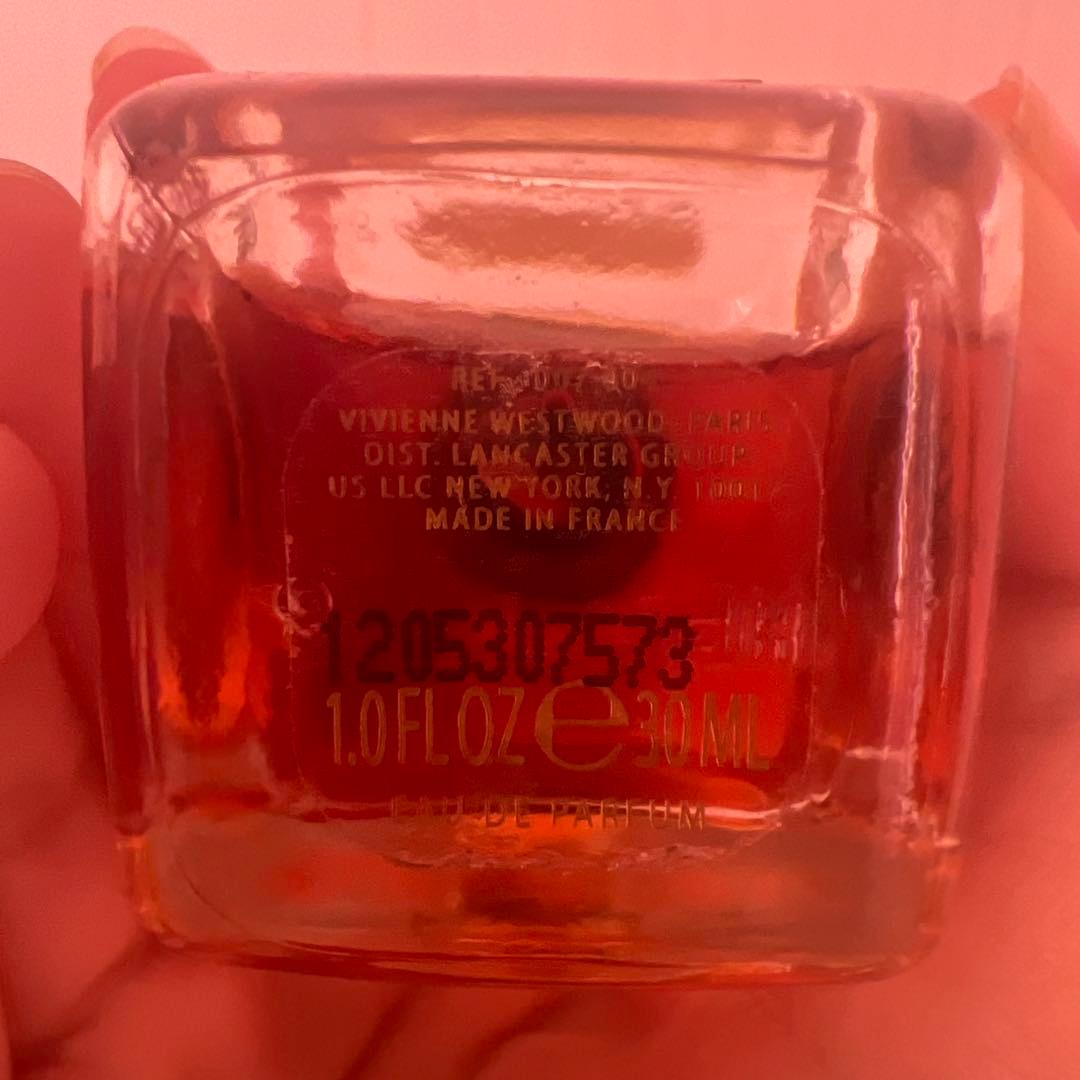 VIVIENNE WESTWOOD-PARIS
DIST. LANCASTER GROUP
US LLC NEW YORK, N.Y.
MADE IN FRANCE
1205307573
1.0 FL OZ e 30 ML
EAU DE PARFUM